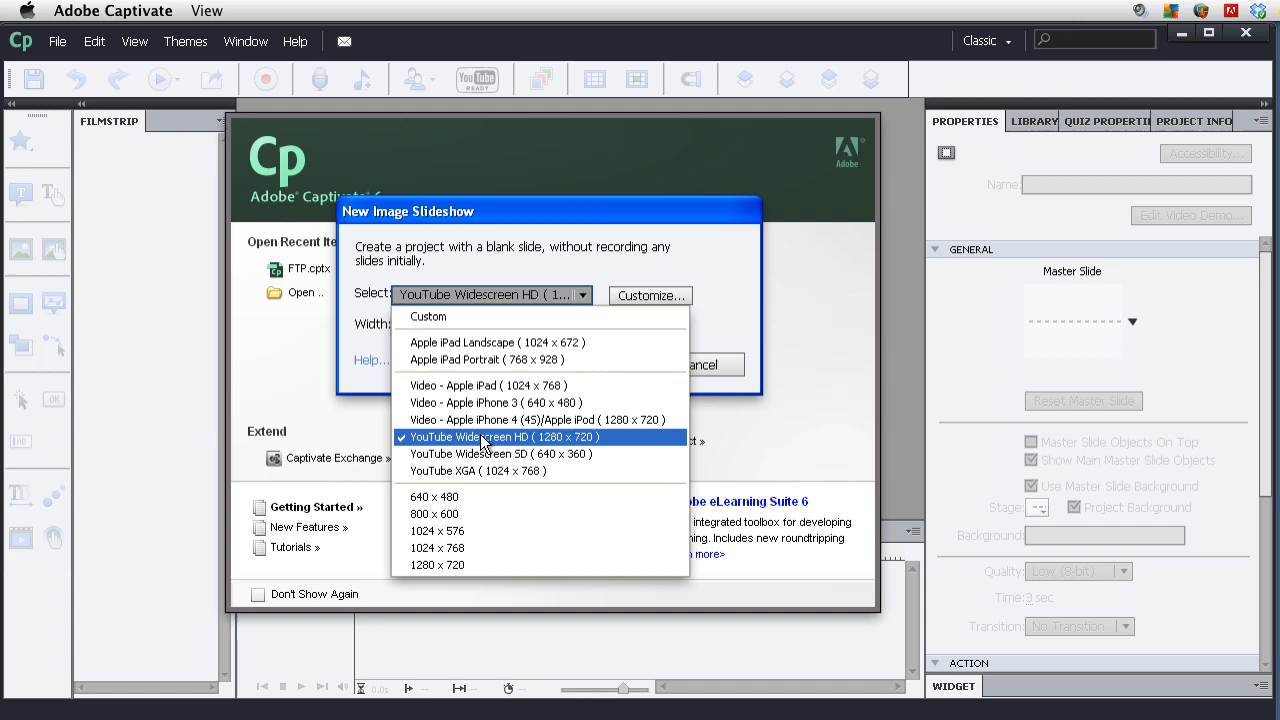 Adobe Captivate View
Cp File Edit View Themes Window Help Classic
YouTube READY
FILMSTRIP
PROPERTIES LIBRARY QUIZ PROPERTI PROJECT INFO
Cp
Adobe
Adobe® Captivate®
Accessibility...
Name:
Edit Video Demo...
New Image Slideshow
Create a project with a blank slide, without recording any
slides initially.
Select: YouTube Widescreen HD ( 1... Customize...
Width:
Help...
ancel
Custom
Apple iPad Landscape ( 1024 x 672 )
Apple iPad Portrait ( 768 x 928 )
Video - Apple iPad ( 1024 x 768 )
Video - Apple iPhone 3 ( 640 x 480 )
Video - Apple iPhone 4 (4S)/Apple iPod ( 1280 x 720 )
YouTube Widescreen HD ( 1280 x 720 )
YouTube Widescreen SD ( 640 x 360 )
YouTube XGA ( 1024 x 768 )
640 x 480
800 x 600
1024 x 576
1024 x 768
1280 x 720
Open Recent Ite
Cp FTP.cptx
Open ..
Extend
Captivate Exchange »
ct »
Getting Started »
New Features »
Tutorials »
obe eLearning Suite 6
integrated toolbox for developing
ning. Includes new roundtripping
n more>
Don't Show Again
0.0s
GENERAL
Master Slide
Reset Master Slide
Master Slide Objects On Top
Show Main Master Slide Objects
Use Master Slide Background
Stage: Project Background
Background:
Quality: Low (8-bit)
Time: 3 sec
Transition: No Transition
ACTION
WIDGET